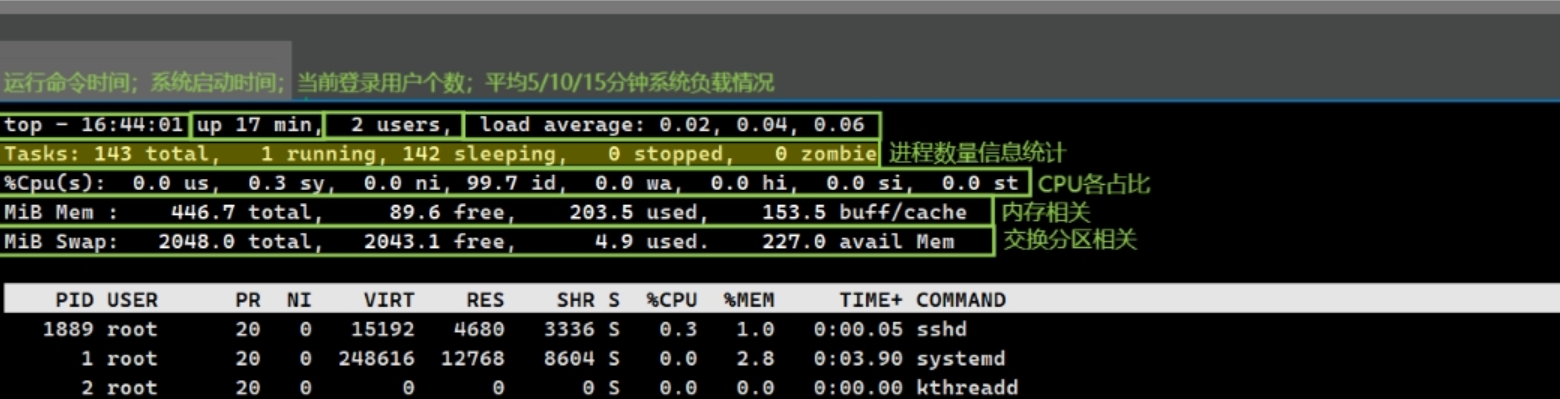 运行命令时间；系统启动时间；当前登录用户个数；平均5/10/15分钟系统负载情况
top - 16:44:01 up 17 min, 2 users, load average: 0.02, 0.04, 0.06
Tasks: 143 total, 1 running, 142 sleeping, 0 stopped, 0 zombie 进程数量信息统计
%Cpu(s): 0.0 us, 0.3 sy, 0.0 ni, 99.7 id, 0.0 wa, 0.0 hi, 0.0 si, 0.0 st CPU各占比
MiB Mem : 446.7 total, 89.6 free, 203.5 used, 153.5 buff/cache 内存相关
MiB Swap: 2048.0 total, 2043.1 free, 4.9 used. 227.0 avail Mem 交换分区相关
PID USER PR NI VIRT RES SHR S %CPU %MEM TIME+ COMMAND
1889 root 20 0 15192 4680 3336 S 0.3 1.0 0:00.05 sshd
1 root 20 0 248616 12768 8604 S 0.0 2.8 0:03.90 systemd
2 root 20 0 0 0 0 S 0.0 0.0 0:00.00 kthreadd